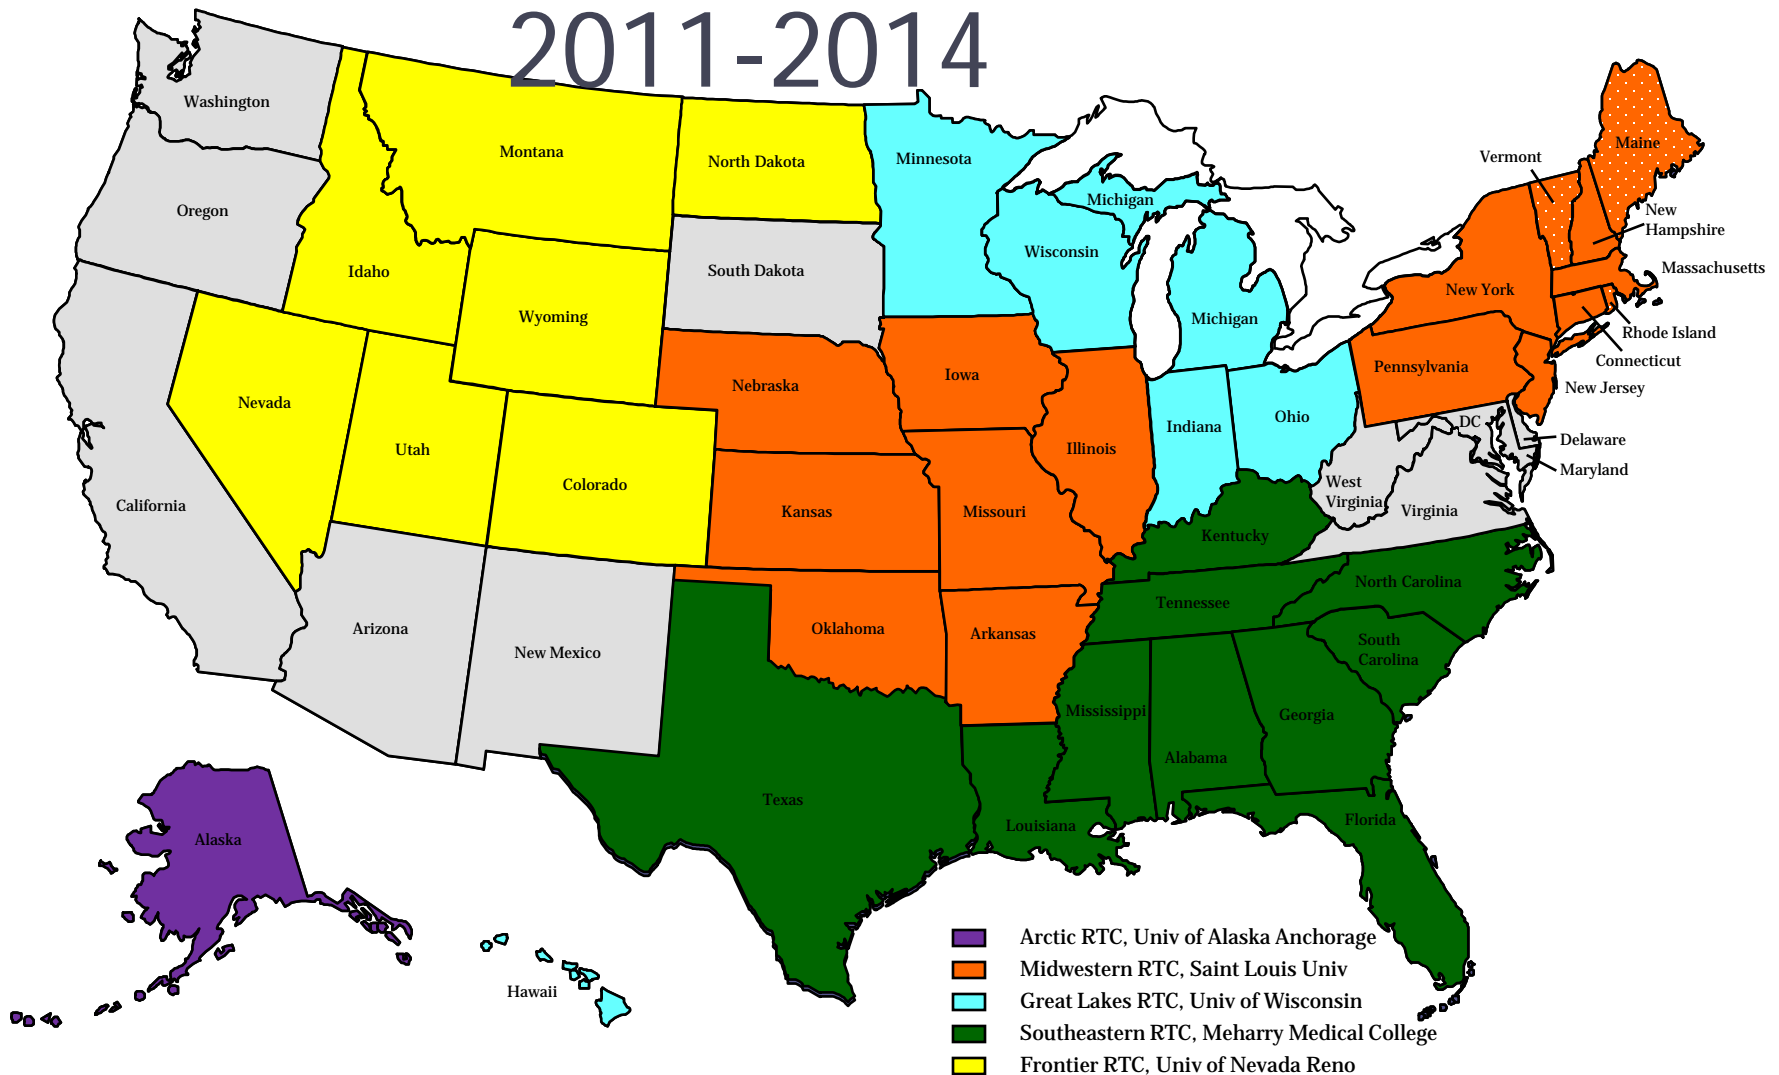 2011-2014
Washington
Oregon
California
Idaho
Montana
Nevada
Utah
Wyoming
Colorado
Arizona
New Mexico
North Dakota
South Dakota
Nebraska
Kansas
Oklahoma
Texas
Minnesota
Iowa
Missouri
Arkansas
Louisiana
Wisconsin
Michigan
Michigan
Illinois
Indiana
Ohio
Kentucky
Tennessee
Mississippi
Alabama
Georgia
Florida
North Carolina
South
Carolina
West
Virginia
Virginia
DC
Delaware
Maryland
Pennsylvania
New Jersey
New York
Connecticut
Rhode Island
Massachusetts
Vermont
New
Hampshire
Maine
Alaska
Hawaii
Arctic RTC, Univ of Alaska Anchorage
Midwestern RTC, Saint Louis Univ
Great Lakes RTC, Univ of Wisconsin
Southeastern RTC, Meharry Medical College
Frontier RTC, Univ of Nevada Reno